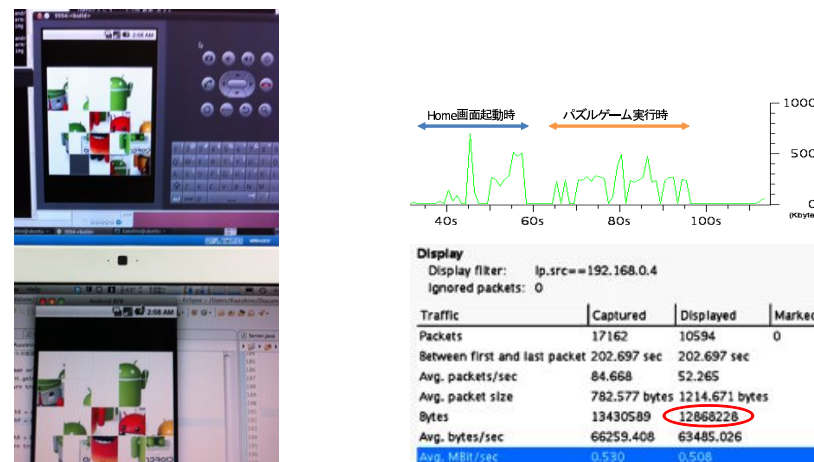 5554:<build>
2:08 AM
2:08 AM
Server.java
Home画面起動時
パズルゲーム実行時
1000
500
0
(Kbyte
40s
60s
80s
100s
Display
Display filter: ip.src==192.168.0.4
Ignored packets: 0
Traffic Captured Displayed Marked
Packets 17162 10594 0
Between first and last packet 202.697 sec 202.697 sec
Avg. packets/sec 84.668 52.265
Avg. packet size 782.577 bytes 1214.671 bytes
Bytes 13430589 12868228
Avg. bytes/sec 66259.408 63485.026
Avg. MBit/sec 0.530 0.508